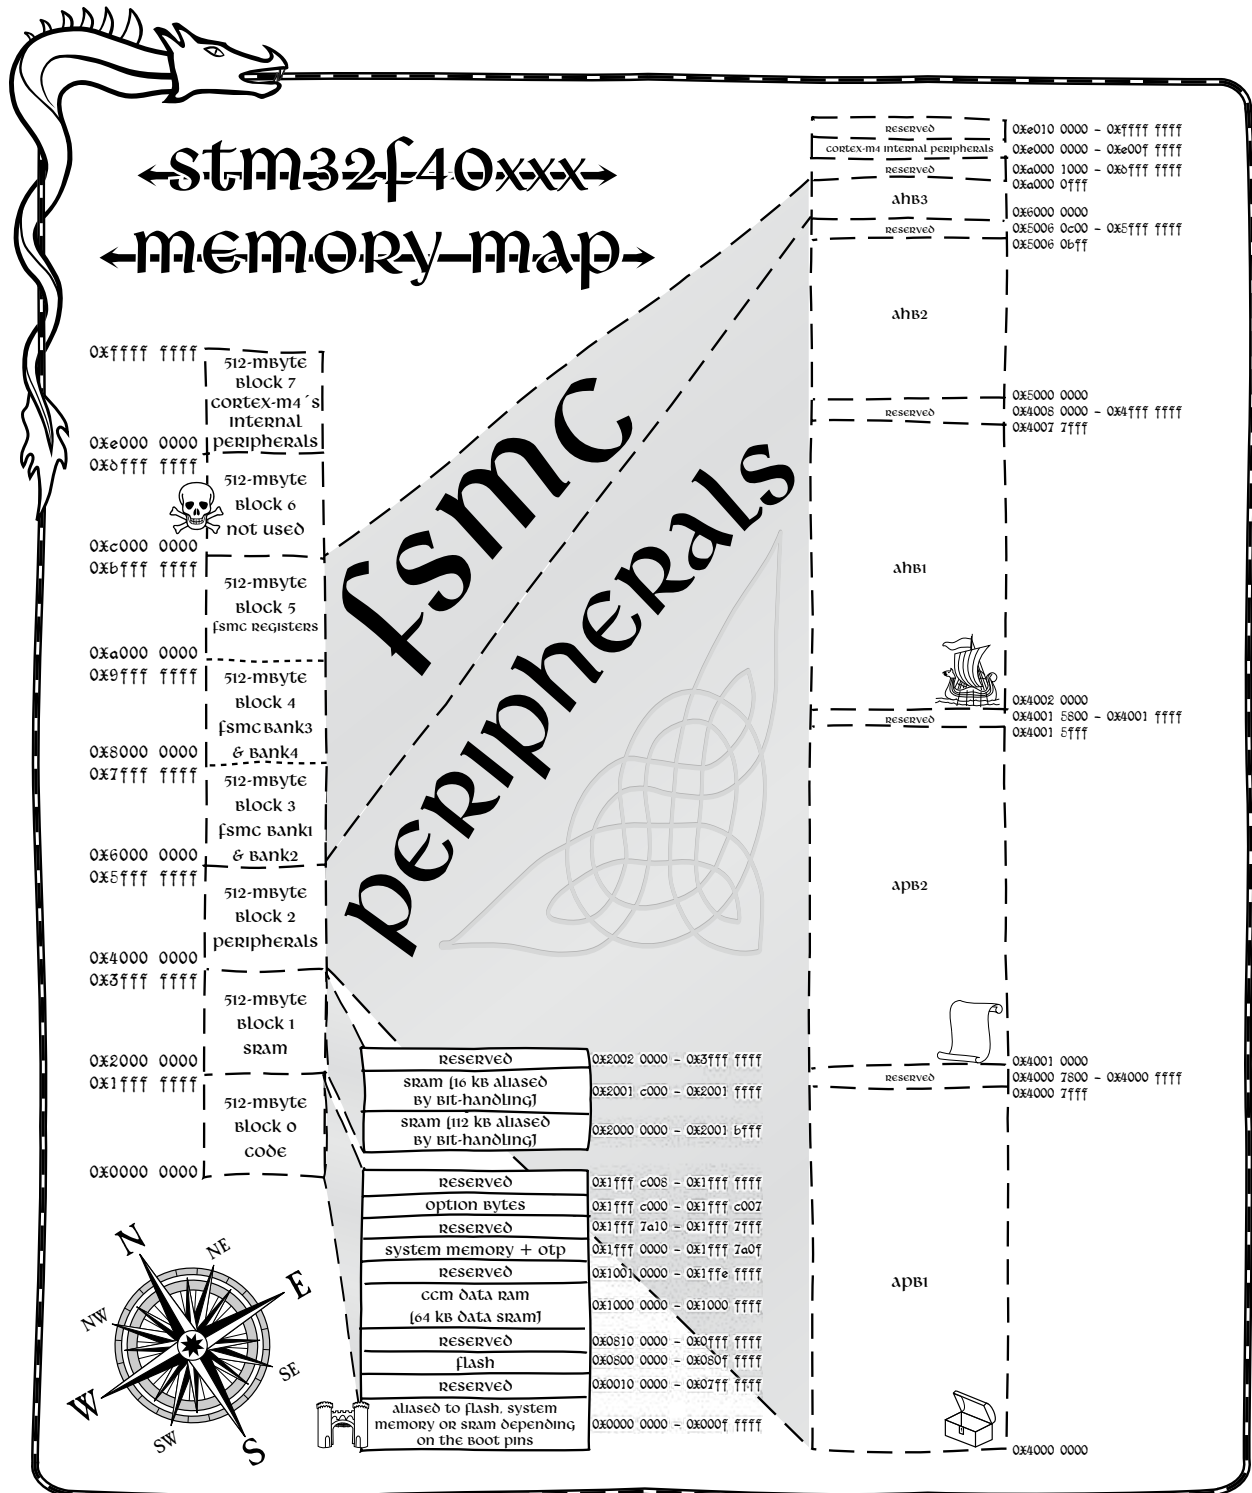 stm32f40xxx
memory map
0xffff ffff
512-mbyte
block 7
cortex-m4´s
internal
peripherals
0xe000 0000
0xdfff ffff
512-mbyte
block 6
not used
0xc000 0000
0xbfff ffff
512-mbyte
block 5
fsmc registers
0xa000 0000
0x9fff ffff
512-mbyte
block 4
fsmc bank3
& bank4
0x8000 0000
0x7fff ffff
512-mbyte
block 3
fsmc bank1
& bank2
0x6000 0000
0x5fff ffff
512-mbyte
block 2
peripherals
0x4000 0000
0x3fff ffff
512-mbyte
block 1
sram
0x2000 0000
0x1fff ffff
512-mbyte
block 0
code
0x0000 0000
fsmc
peripherals
reserved 0x2002 0000 - 0x3fff ffff
sram [16 kb aliased
by bit-handling] 0x2001 c000 - 0x2001 ffff
sram [112 kb aliased
by bit-handling] 0x2000 0000 - 0x2001 bfff
reserved 0x1fff c008 - 0x1fff ffff
option bytes 0x1fff c000 - 0x1fff c007
reserved 0x1fff 7a10 - 0x1fff 7fff
system memory + otp 0x1fff 0000 - 0x1fff 7a0f
reserved 0x1001 0000 - 0x1ffe ffff
ccm data ram
[64 kb data sram] 0x1000 0000 - 0x1000 ffff
reserved 0x0810 0000 - 0x0fff ffff
flash 0x0800 0000 - 0x080f ffff
reserved 0x0010 0000 - 0x07ff ffff
aliased to flash, system
memory or sram depending
on the boot pins
0x0000 0000 - 0x000f ffff
reserved 0xe010 0000 - 0xffff ffff
cortex-m4 internal peripherals 0xe000 0000 - 0xe00f ffff
reserved 0xa000 1000 - 0xdfff ffff
0xa000 0fff
ahb3
0x6000 0000
reserved 0x5006 0c00 - 0x5fff ffff
0x5006 0bff
ahb2
0x5000 0000
reserved 0x4008 0000 - 0x4fff ffff
0x4007 7fff
ahb1
0x4002 0000
reserved 0x4001 5800 - 0x4001 ffff
0x4001 5fff
apb2
0x4001 0000
reserved 0x4000 7800 - 0x4000 ffff
0x4000 7fff
apb1
0x4000 0000
N
NE
E
SE
S
SW
W
NW